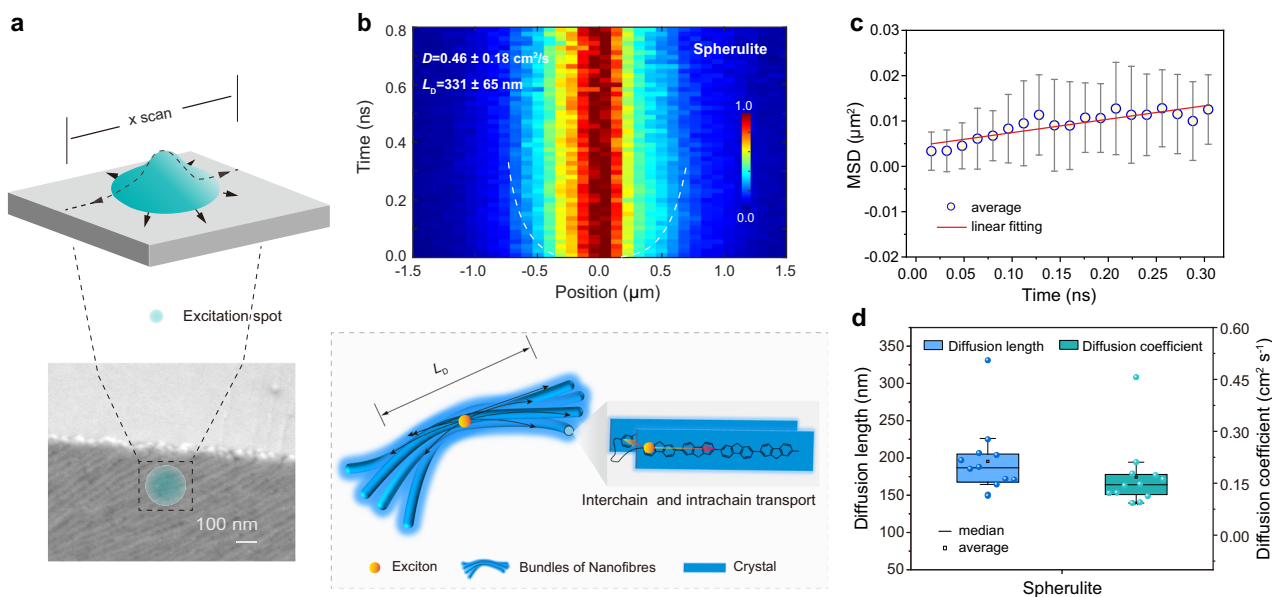 a
x scan
Excitation spot
100 nm
b
0.8
0.6
0.4
0.2
0.0
Time (ns)
D=0.46 ± 0.18 cm²/s
L_D=331 ± 65 nm
Spherulite
1.0
0.0
-1.5
-1.0
-0.5
0.0
0.5
1.0
1.5
Position (µm)
L_D
Interchain and intrachain transport
Exciton
Bundles of Nanofibres
Crystal
c
0.03
0.02
0.01
0.00
-0.01
-0.02
MSD (µm²)
average
linear fitting
0.00
0.05
0.10
0.15
0.20
0.25
0.30
Time (ns)
d
350
300
250
200
150
100
50
Diffusion length (nm)
Diffusion length
Diffusion coefficient
median
average
0.60
0.45
0.30
0.15
0.00
Diffusion coefficient (cm² s⁻¹)
Spherulite